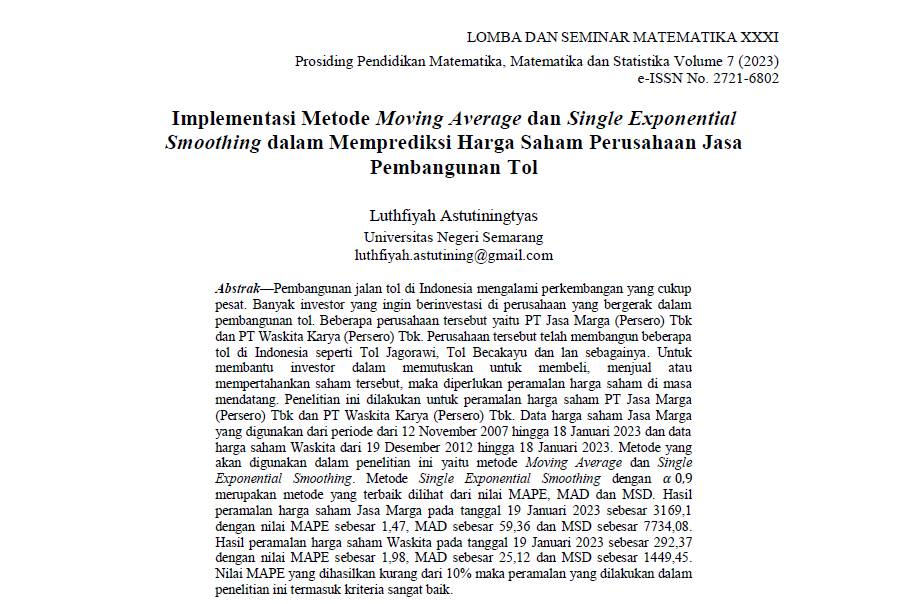 LOMBA DAN SEMINAR MATEMATIKA XXXI
Prosiding Pendidikan Matematika, Matematika dan Statistika Volume 7 (2023)
e-ISSN No. 2721-6802
Implementasi Metode Moving Average dan Single Exponential
Smoothing dalam Memprediksi Harga Saham Perusahaan Jasa
Pembangunan Tol
Luthfiyah Astutiningtyas
Universitas Negeri Semarang
luthfiyah.astutining@gmail.com
Abstrak—Pembangunan jalan tol di Indonesia mengalami perkembangan yang cukup
pesat. Banyak investor yang ingin berinvestasi di perusahaan yang bergerak dalam
pembangunan tol. Beberapa perusahaan tersebut yaitu PT Jasa Marga (Persero) Tbk
dan PT Waskita Karya (Persero) Tbk. Perusahaan tersebut telah membangun beberapa
tol di Indonesia seperti Tol Jagorawi, Tol Becakayu dan lan sebagainya. Untuk
membantu investor dalam memutuskan untuk membeli, menjual atau
mempertahankan saham tersebut, maka diperlukan peramalan harga saham di masa
mendatang. Penelitian ini dilakukan untuk peramalan harga saham PT Jasa Marga
(Persero) Tbk dan PT Waskita Karya (Persero) Tbk. Data harga saham Jasa Marga
yang digunakan dari periode dari 12 November 2007 hingga 18 Januari 2023 dan data
harga saham Waskita dari 19 Desember 2012 hingga 18 Januari 2023. Metode yang
akan digunakan dalam penelitian ini yaitu metode Moving Average dan Single
Exponential Smoothing. Metode Single Exponential Smoothing dengan α 0,9
merupakan metode yang terbaik dilihat dari nilai MAPE, MAD dan MSD. Hasil
peramalan harga saham Jasa Marga pada tanggal 19 Januari 2023 sebesar 3169,1
dengan nilai MAPE sebesar 1,47, MAD sebesar 59,36 dan MSD sebesar 7734,08.
Hasil peramalan harga saham Waskita pada tanggal 19 Januari 2023 sebesar 292,37
dengan nilai MAPE sebesar 1,98, MAD sebesar 25,12 dan MSD sebesar 1449,45.
Nilai MAPE yang dihasilkan kurang dari 10% maka peramalan yang dilakukan dalam
penelitian ini termasuk kriteria sangat baik.